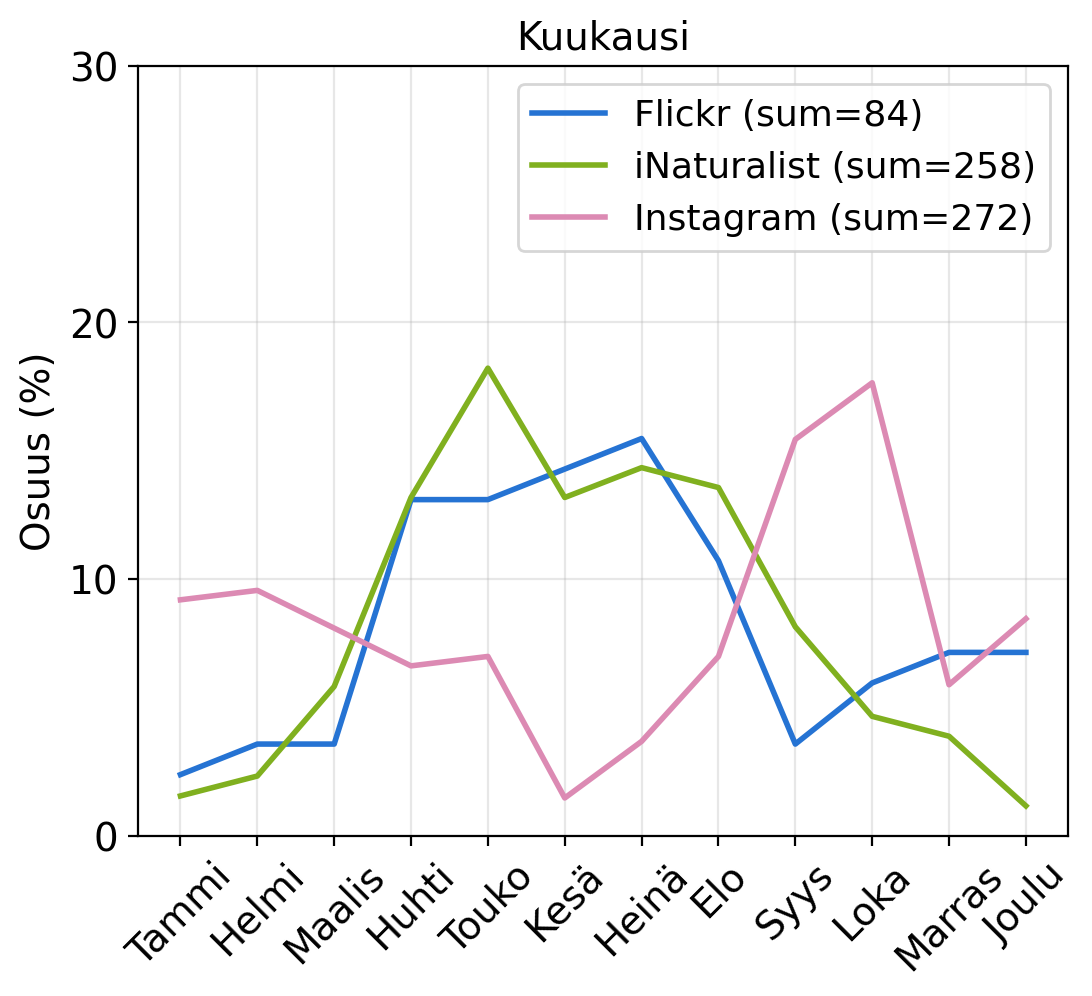 Kuukausi
30
20
10
0
Osuus (%)
Flickr (sum=84)
iNaturalist (sum=258)
Instagram (sum=272)
Tammi
Helmi
Maalis
Huhti
Touko
Kesä
Heinä
Elo
Syys
Loka
Marras
Joulu